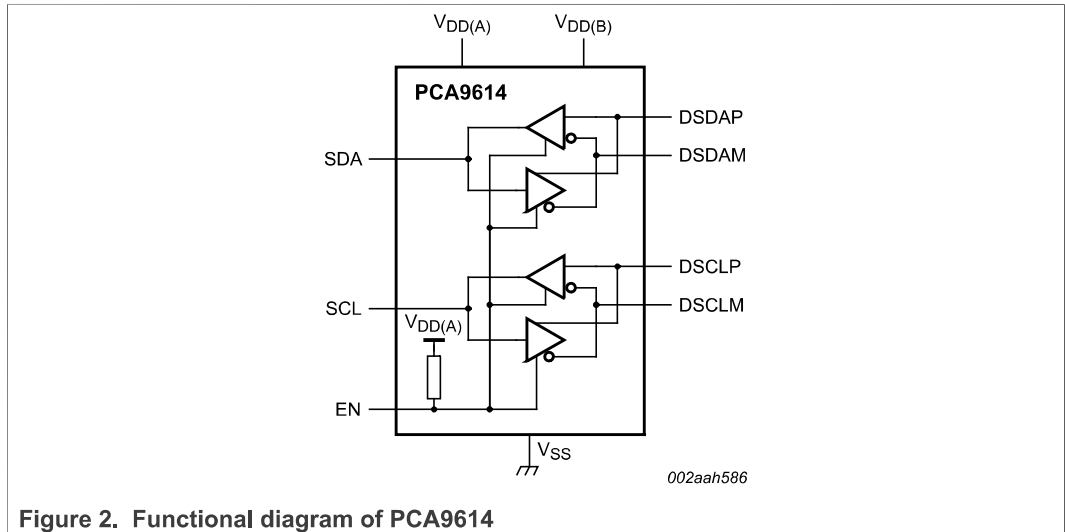 VDD(A)
VDD(B)
PCA9614
DSDAP
SDA
DSDAM
DSCLP
SCL
DSCLM
VDD(A)
EN
VSS
002aah586
Figure 2. Functional diagram of PCA9614